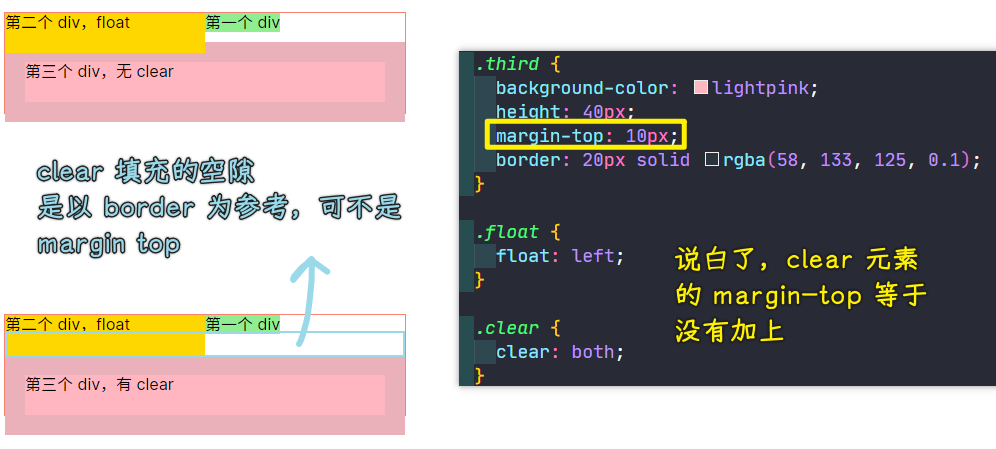 第二个 div，float 第一个 div
第三个 div，无 clear
clear 填充的空隙
是以 border 为参考，可不是
margin top
第二个 div，float 第一个 div
第三个 div，有 clear
.third {
background-color: lightpink;
height: 40px;
margin-top: 10px;
border: 20px solid rgba(58, 133, 125, 0.1);
}
.float {
float: left;
}
.clear {
clear: both;
}
说白了，clear 元素
的 margin-top 等于
没有加上